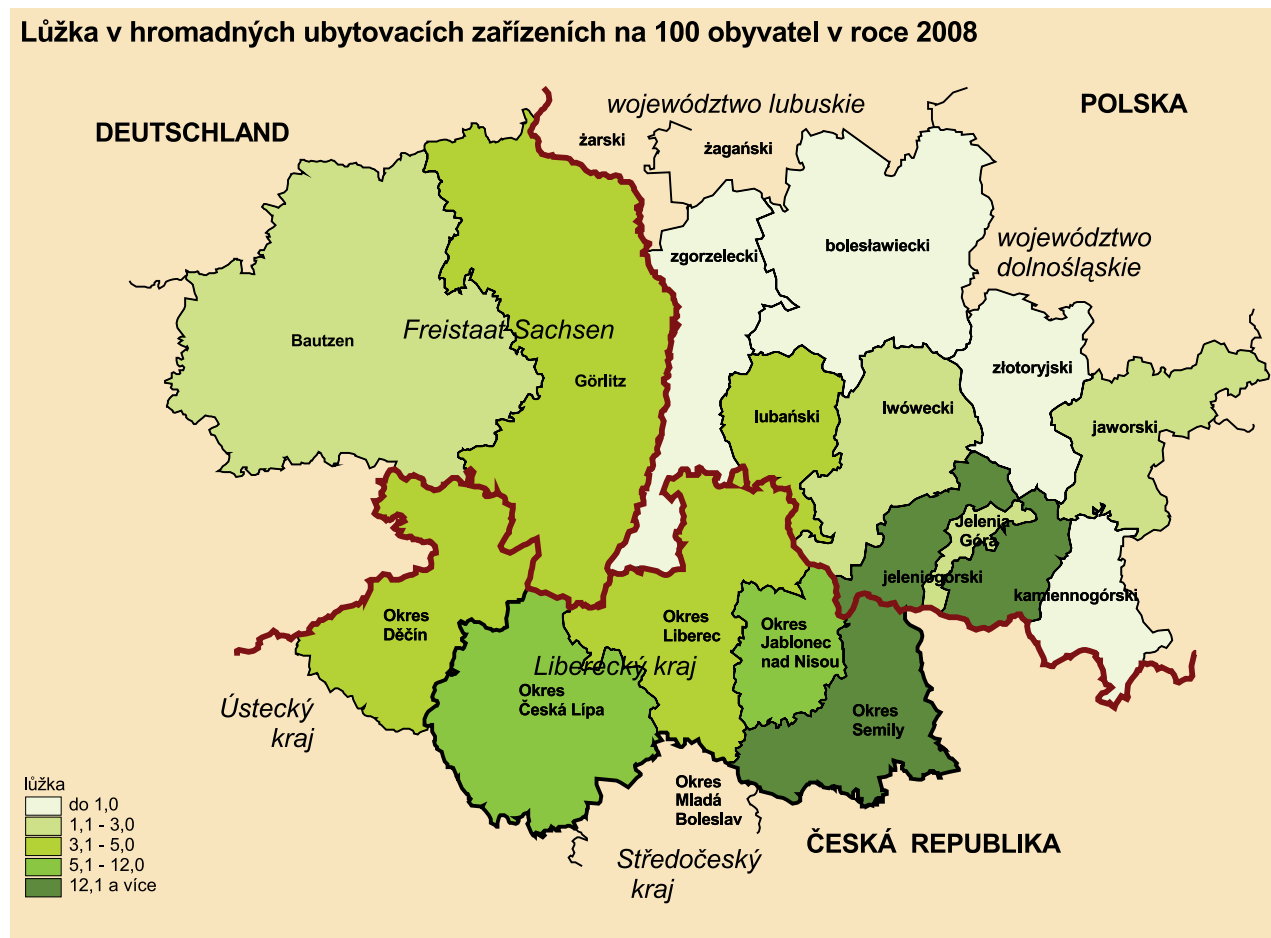 Lůžka v hromadných ubytovacích zařízeních na 100 obyvatel v roce 2008
DEUTSCHLAND
województwo lubuskie
POLSKA
żarski
żagański
zgorzelecki
bolesławiecki
województwo
dolnośląskie
Bautzen
Freistaat Sachsen
Görlitz
lubański
lwówecki
złotoryjski
jaworski
Jelenia
Góra
jeleniogórski
kamiennogórski
Okres
Děčín
Okres
Liberec
Okres
Jablonec
nad Nisou
Liberecký kraj
Okres
Česká Lípa
Okres
Semily
Ústecký
kraj
Okres
Mladá
Boleslav
ČESKÁ REPUBLIKA
Středočeský
kraj
lůžka
do 1,0
1,1 - 3,0
3,1 - 5,0
5,1 - 12,0
12,1 a více